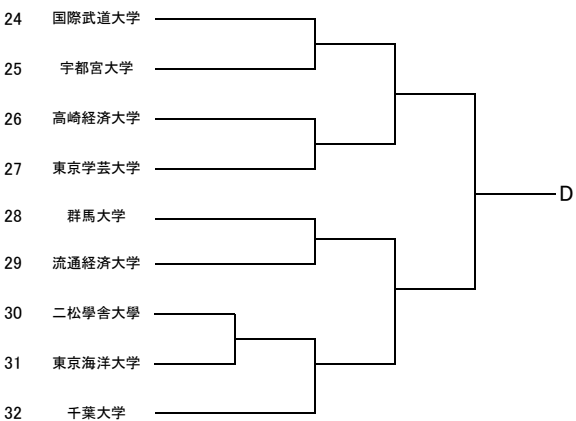 24 国際武道大学
25 宇都宮大学
26 高崎経済大学
27 東京学芸大学
28 群馬大学
29 流通経済大学
30 二松學舎大學
31 東京海洋大学
32 千葉大学
D